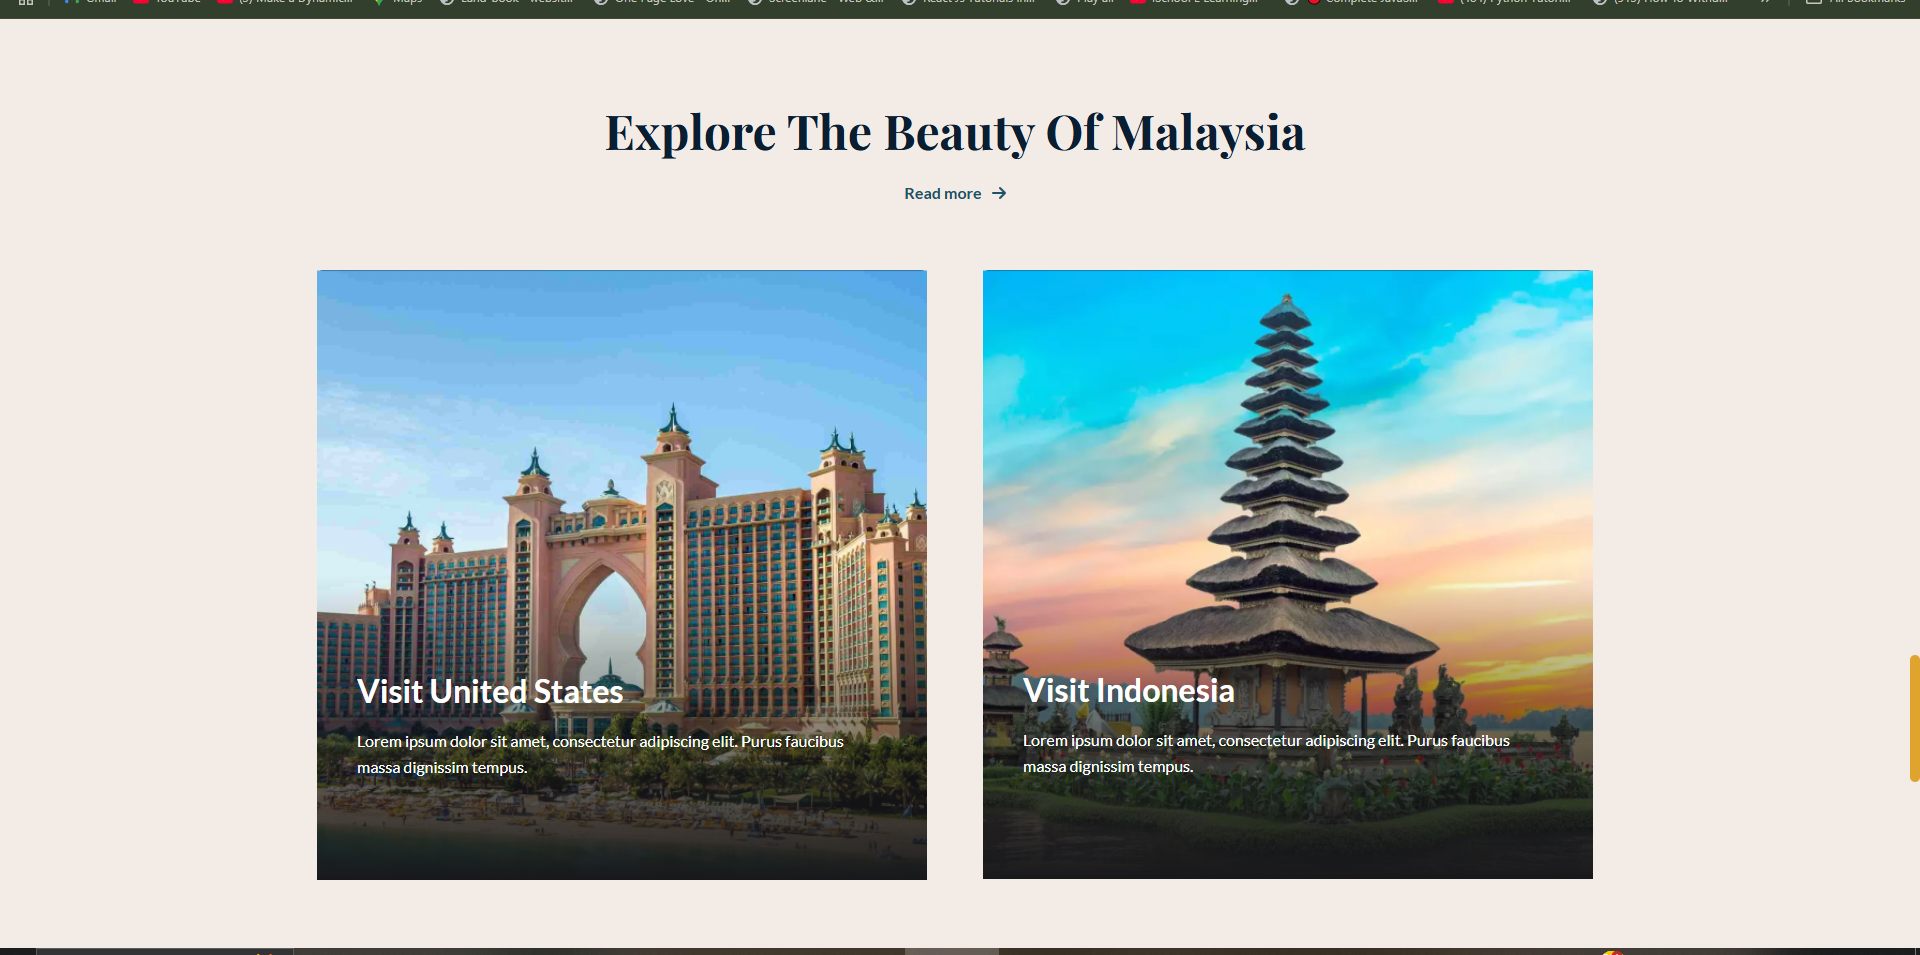 Explore The Beauty Of Malaysia
Read more →
Visit United States
Lorem ipsum dolor sit amet, consectetur adipiscing elit. Purus faucibus
massa dignissim tempus.
Visit Indonesia
Lorem ipsum dolor sit amet, consectetur adipiscing elit. Purus faucibus
massa dignissim tempus.